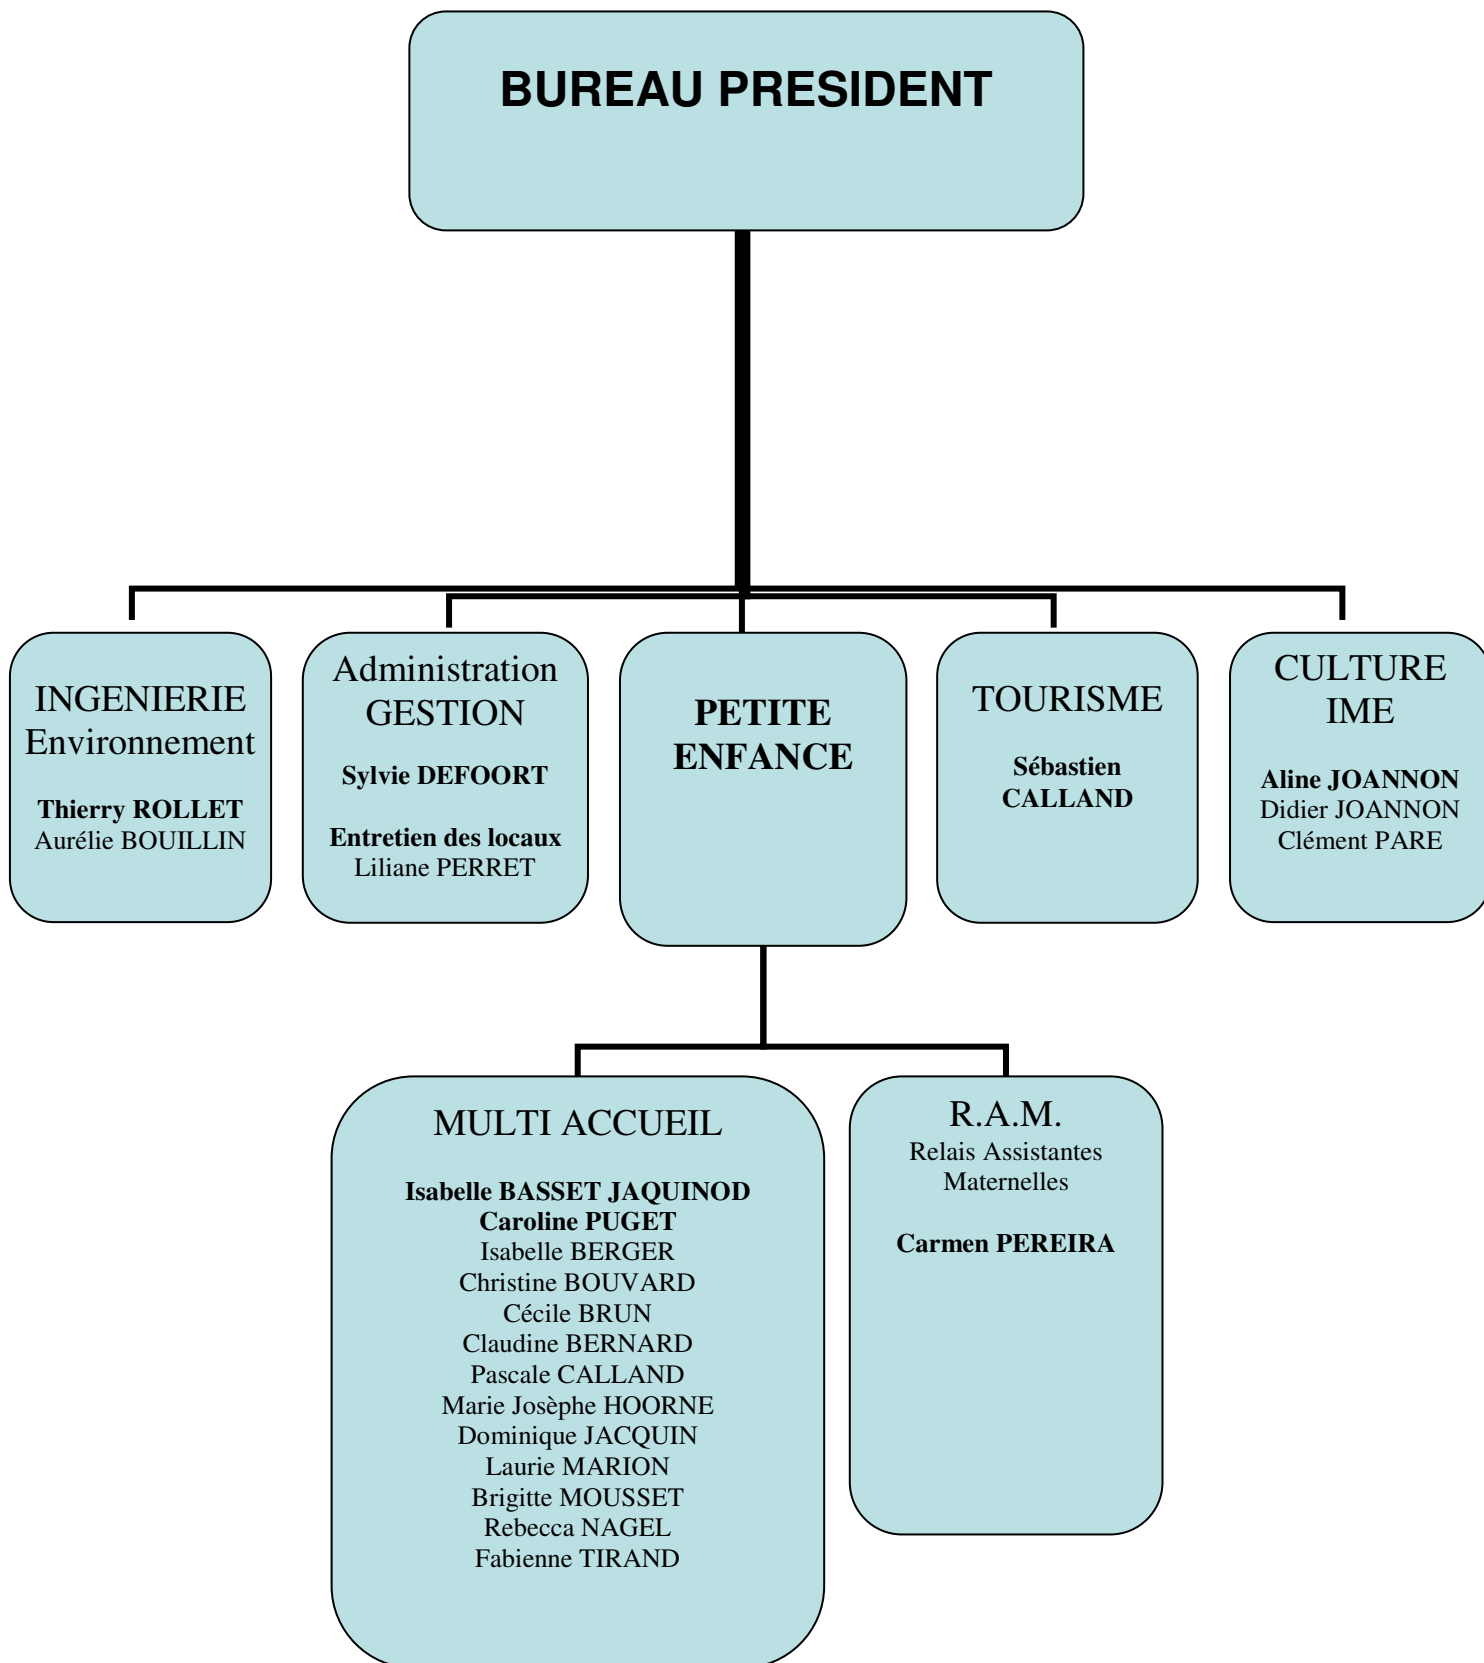 BUREAU PRESIDENT
INGENIERIE
Environnement
Thierry ROLLET
Aurélie BOUILLIN
Administration
GESTION
Sylvie DEFOORT
Entretien des locaux
Liliane PERRET
PETITE
ENFANCE
TOURISME
Sébastien
CALLAND
CULTURE
IME
Aline JOANNON
Didier JOANNON
Clément PARE
MULTI ACCUEIL
Isabelle BASSET JAQUINOD
Caroline PUGET
Isabelle BERGER
Christine BOUVARD
Cécile BRUN
Claudine BERNARD
Pascale CALLAND
Marie Josèphe HOORNE
Dominique JACQUIN
Laurie MARION
Brigitte MOUSSET
Rebecca NAGEL
Fabienne TIRAND
R.A.M.
Relais Assistantes
Maternelles
Carmen PEREIRA